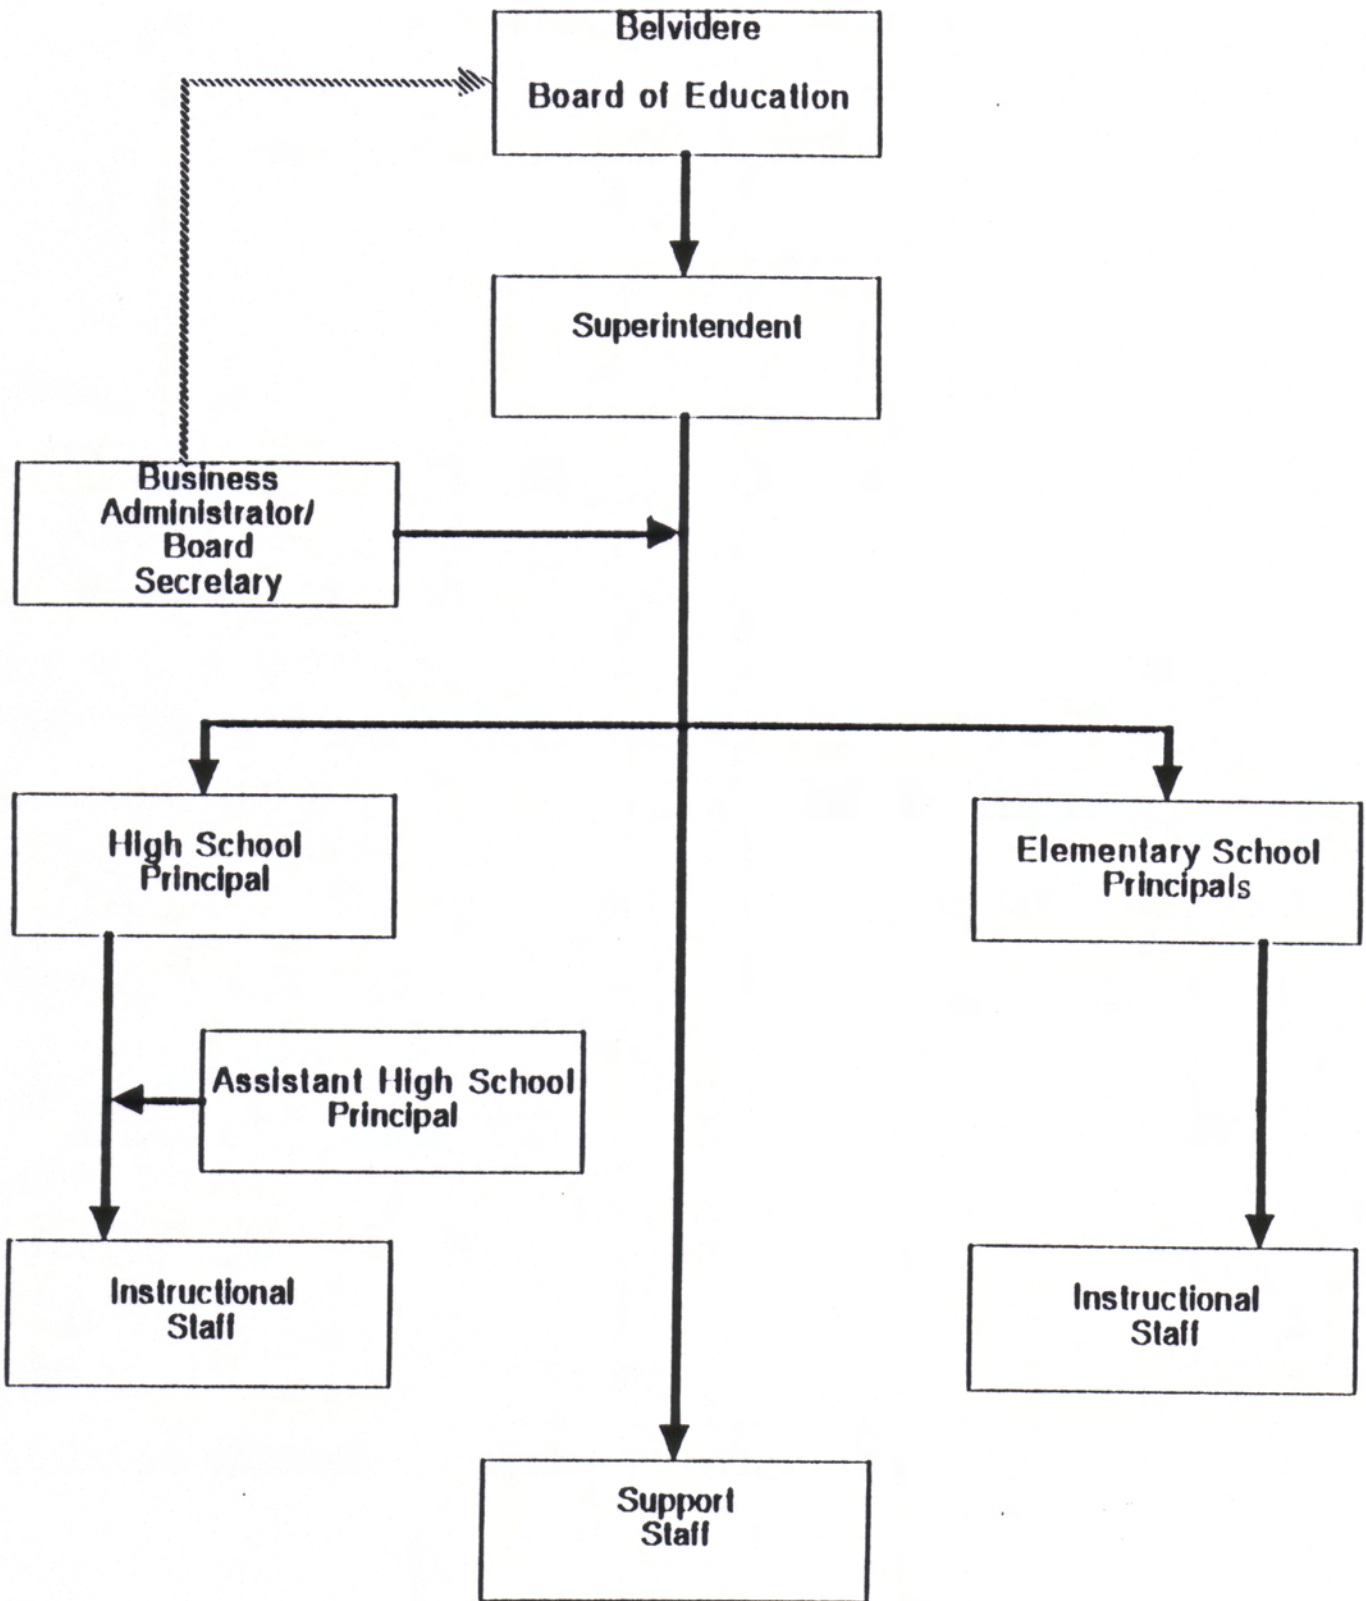 Belvidere
Board of Education
Superintendent
Business
Administrator/
Board
Secretary
High School
Principal
Elementary School
Principals
Assistant High School
Principal
Instructional
Staff
Instructional
Staff
Support
Staff